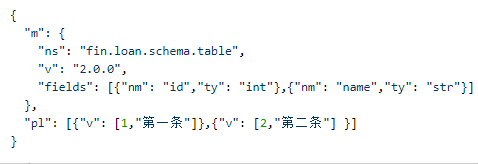 {
"m": {
"ns": "fin.loan.schema.table",
"v": "2.0.0",
"fields": [{"nm": "id","ty": "int"},{"nm": "name","ty": "str"}]
},
"pl": [{"v": [1,"第一条"]},{"v": [2,"第二条"] }]
}